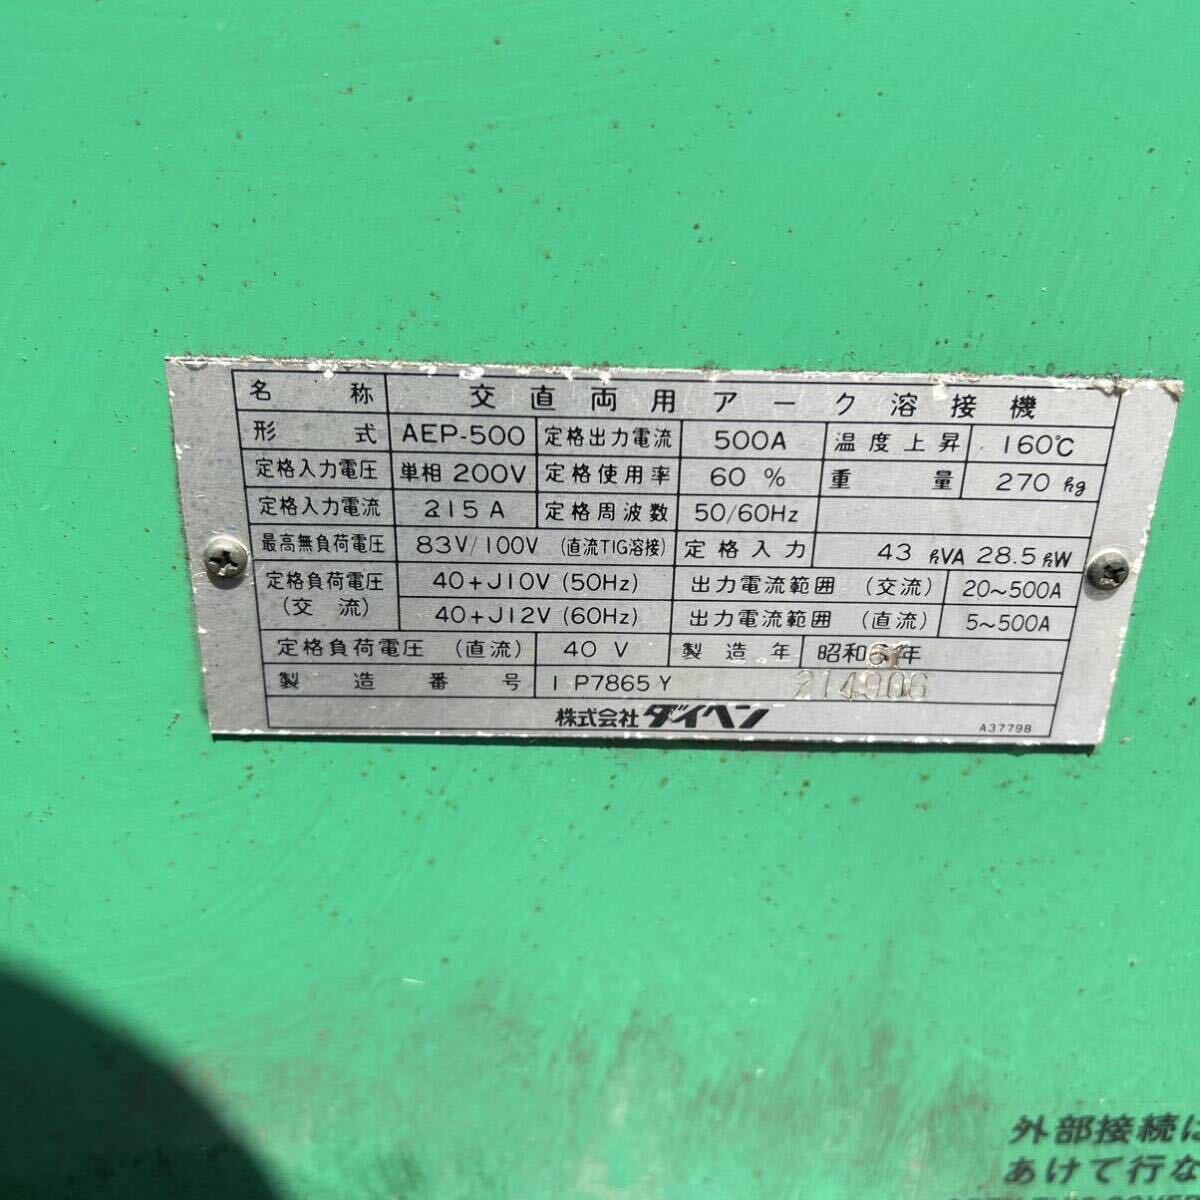 名称 交直両用アーク溶接機
形式 AEP-500 定格出力電流 500A 温度上昇 160℃
定格入力電圧 単相 200V 定格使用率 60 % 重量 270 kg
定格入力電流 215 A 定格周波数 50/60Hz
最高無負荷電圧 83V/100V (直流TIG溶接) 定格入力 43 kVA 28.5 kW
定格負荷電圧 (交流) 40+J10V (50Hz) 出力電流範囲 (交流) 20~500A
40+J12V (60Hz) 出力電流範囲 (直流) 5~500A
定格負荷電圧 (直流) 40 V 製造年 昭和61年
製造番号 1P7865Y 214906
株式会社ダイヘン A3779B
外部接続は
あけて行な